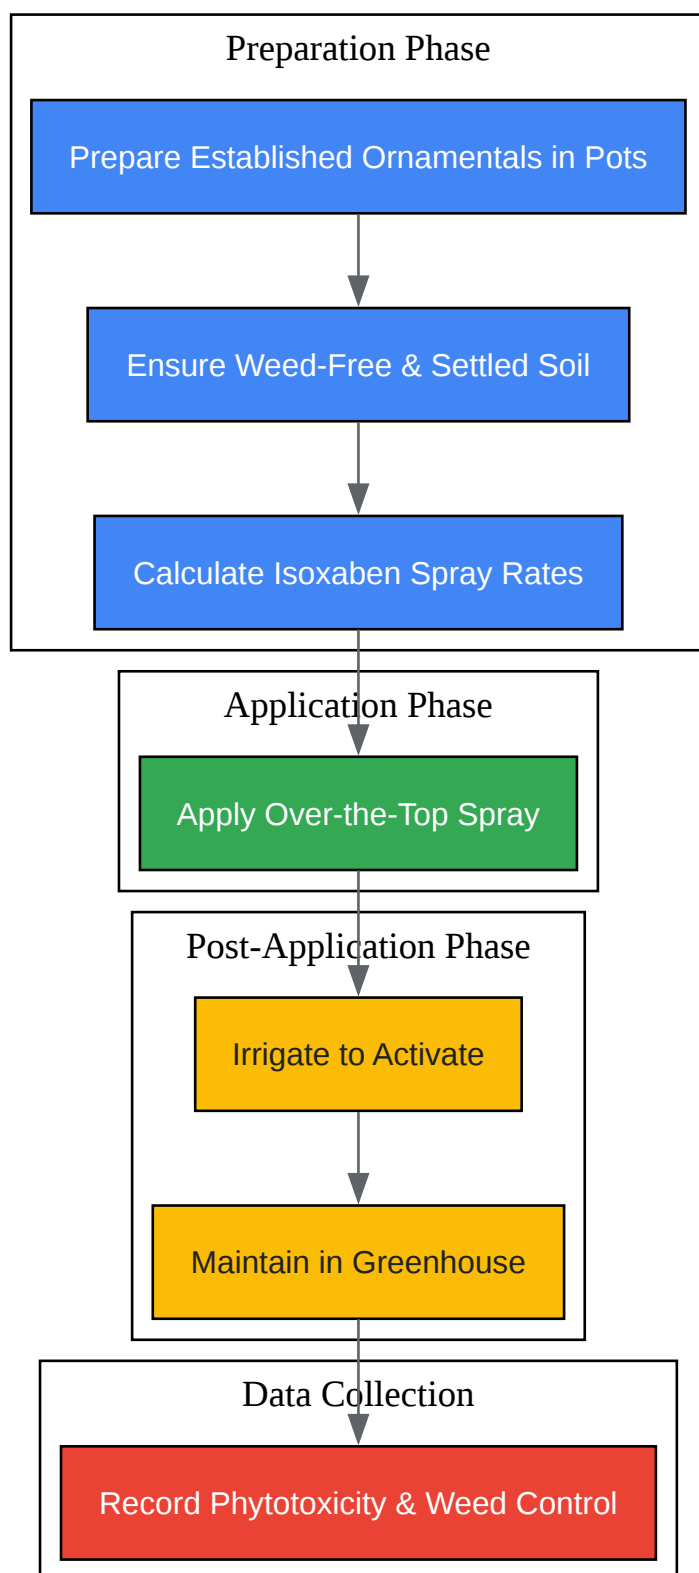 Preparation Phase
Prepare Established Ornamentals in Pots
Ensure Weed-Free & Settled Soil
Calculate Isoxaben Spray Rates
Application Phase
Apply Over-the-Top Spray
Post-Application Phase
Irrigate to Activate
Maintain in Greenhouse
Data Collection
Record Phytotoxicity & Weed Control